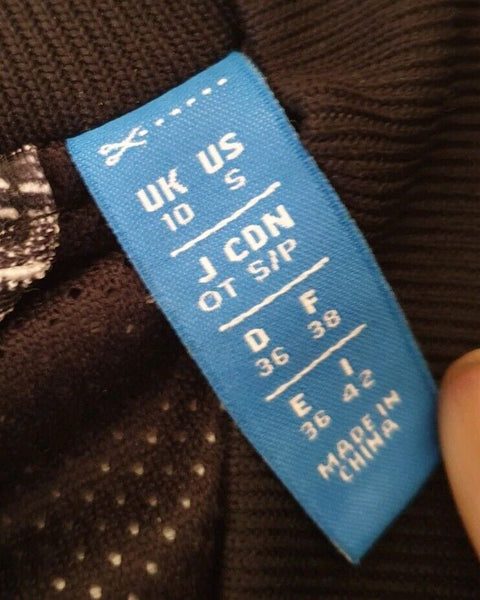 UK US
10 S
J CDN
OT S/P
D F
36 38
E I
36 42
MADE IN
CHINA